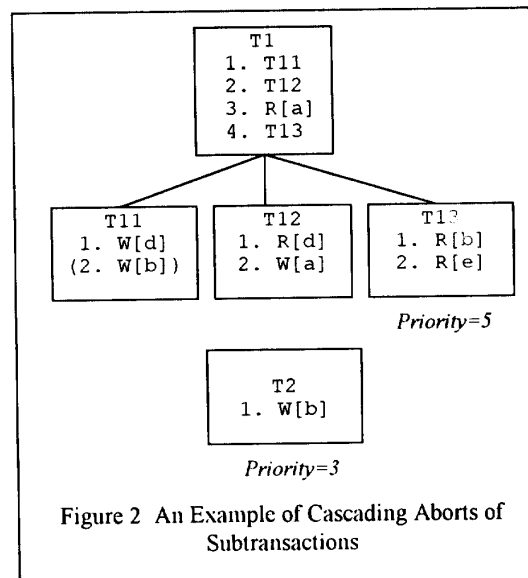 T1
1. T11
2. T12
3. R[a]
4. T13
T11
1. W[d]
(2. W[b])
T12
1. R[d]
2. W[a]
T13
1. R[b]
2. R[e]
Priority=5
T2
1. W[b]
Priority=3
Figure 2 An Example of Cascading Aborts of
Subtransactions